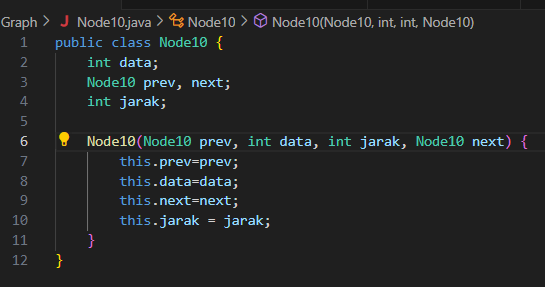 Graph > J Node10.java > Node10 > Node10(Node10, int, int, Node10)
1 public class Node10 {
2     int data;
3     Node10 prev, next;
4     int jarak;
5
6     Node10(Node10 prev, int data, int jarak, Node10 next) {
7         this.prev=prev;
8         this.data=data;
9         this.next=next;
10         this.jarak = jarak;
11     }
12 }